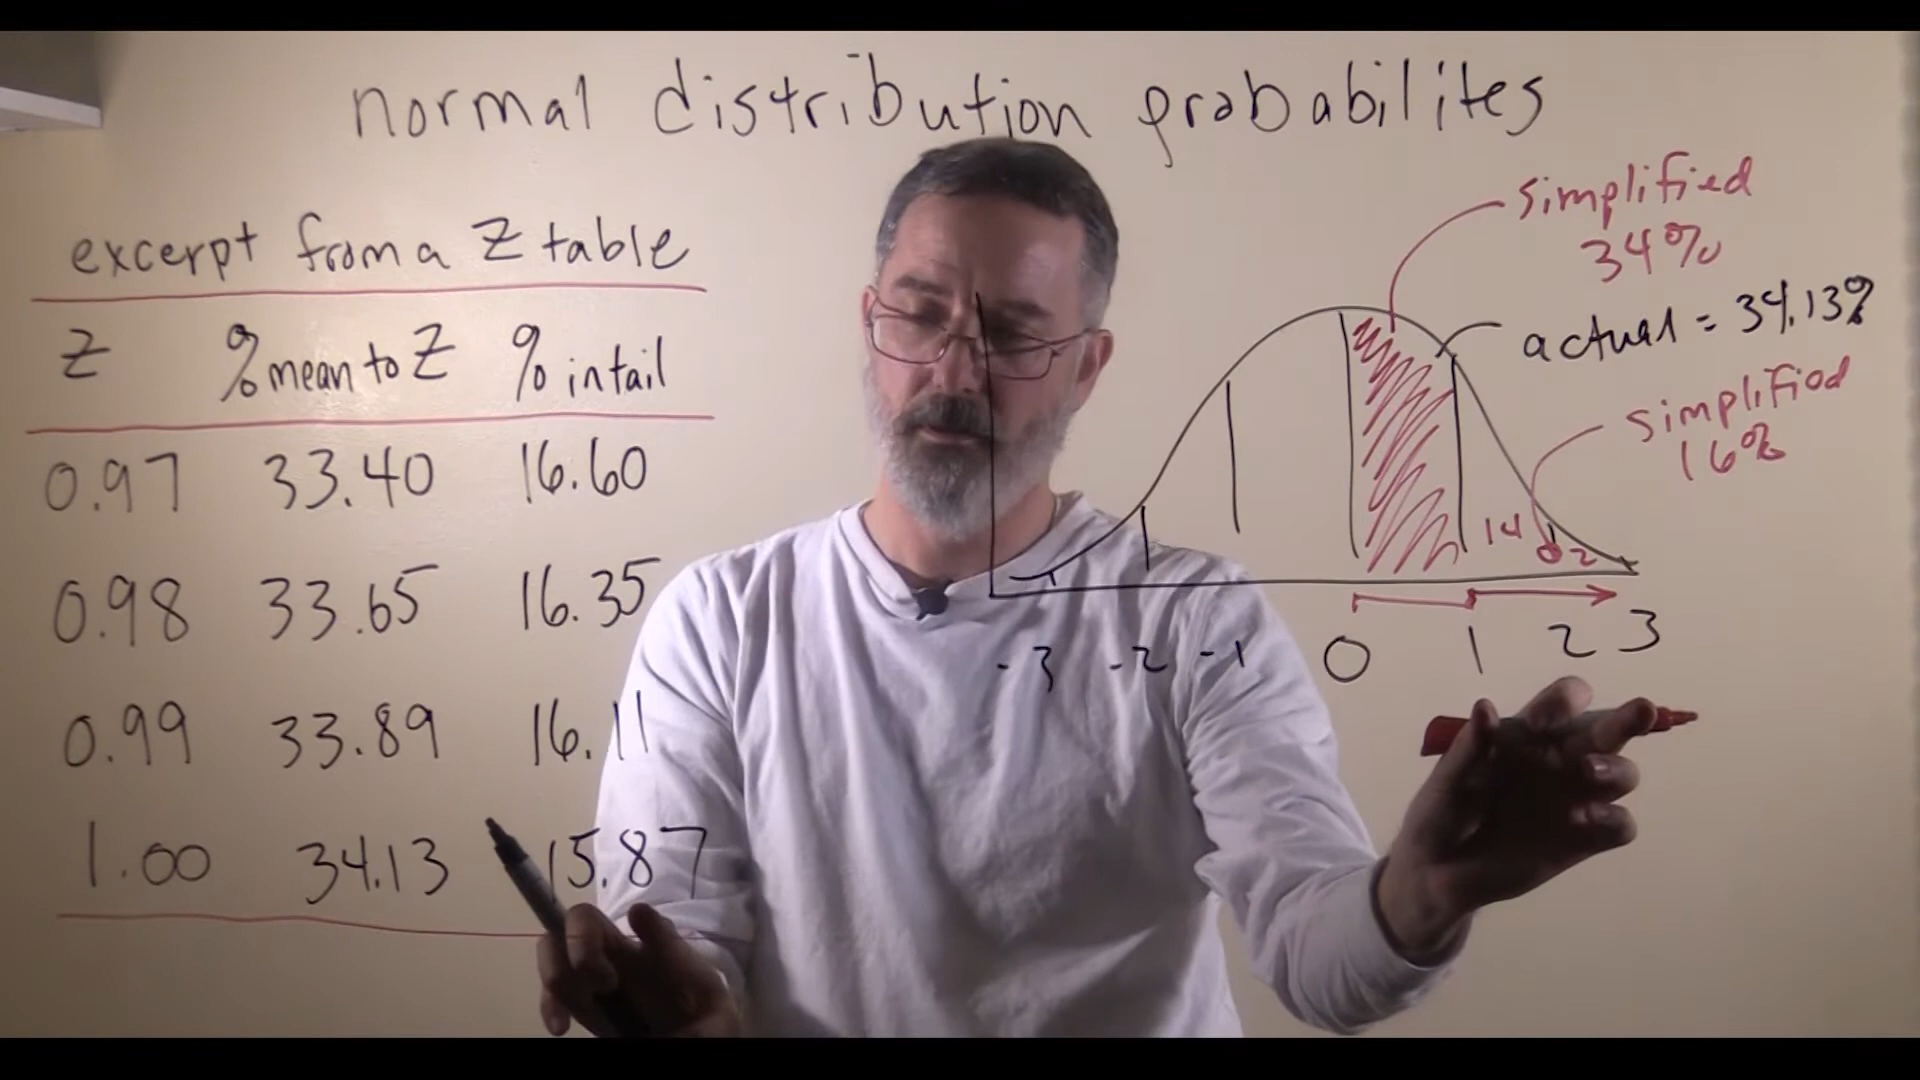 normal distribution probabilites
excerpt from a Z table
Z % mean to Z % in tail
0.97 33.40 16.60
0.98 33.65 16.35
0.99 33.89 16.11
1.00 34.13 15.87
simplified
34%
actual = 34.13%
simplified
16%
14 2
-3 -2 -1 0 1 2 3